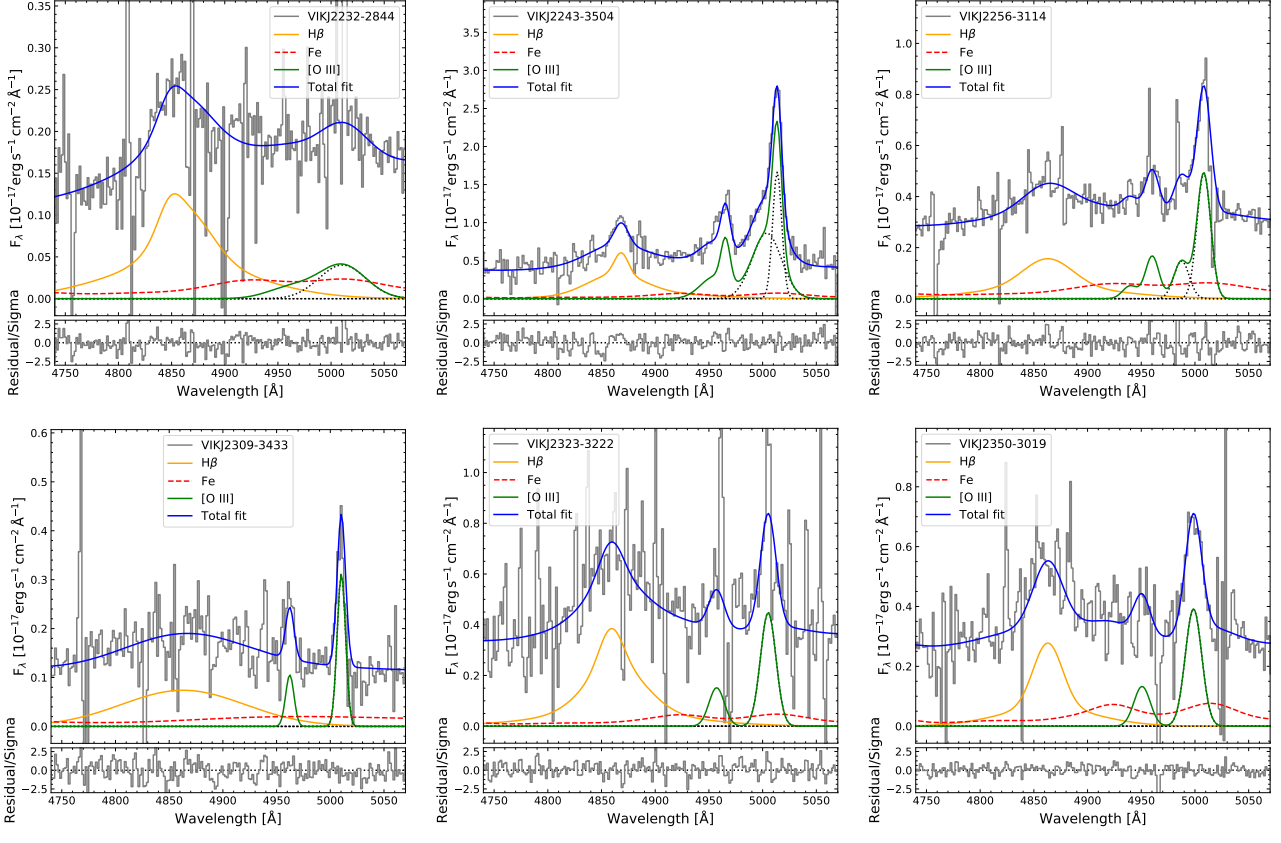 VIKJ2232-2844
Hβ
Fe
[O III]
Total fit
0.35
0.30
0.25
0.20
0.15
0.10
0.05
0.00
F_λ [10⁻¹⁷ erg s⁻¹ cm⁻² Å⁻¹]
2.5
0.0
−2.5
Residual/Sigma
4750 4800 4850 4900 4950 5000 5050
Wavelength [Å]
VIKJ2243-3504
Hβ
Fe
[O III]
Total fit
3.5
3.0
2.5
2.0
1.5
1.0
0.5
0.0
F_λ [10⁻¹⁷ erg s⁻¹ cm⁻² Å⁻¹]
2.5
0.0
−2.5
Residual/Sigma
4750 4800 4850 4900 4950 5000 5050
Wavelength [Å]
VIKJ2256-3114
Hβ
Fe
[O III]
Total fit
1.0
0.8
0.6
0.4
0.2
0.0
F_λ [10⁻¹⁷ erg s⁻¹ cm⁻² Å⁻¹]
2.5
0.0
−2.5
Residual/Sigma
4750 4800 4850 4900 4950 5000 5050
Wavelength [Å]
VIKJ2309-3433
Hβ
Fe
[O III]
Total fit
0.6
0.5
0.4
0.3
0.2
0.1
0.0
F_λ [10⁻¹⁷ erg s⁻¹ cm⁻² Å⁻¹]
2.5
0.0
−2.5
Residual/Sigma
4750 4800 4850 4900 4950 5000 5050
Wavelength [Å]
VIKJ2323-3222
Hβ
Fe
[O III]
Total fit
1.0
0.8
0.6
0.4
0.2
0.0
F_λ [10⁻¹⁷ erg s⁻¹ cm⁻² Å⁻¹]
2.5
0.0
−2.5
Residual/Sigma
4750 4800 4850 4900 4950 5000 5050
Wavelength [Å]
VIKJ2350-3019
Hβ
Fe
[O III]
Total fit
0.8
0.6
0.4
0.2
0.0
F_λ [10⁻¹⁷ erg s⁻¹ cm⁻² Å⁻¹]
2.5
0.0
−2.5
Residual/Sigma
4750 4800 4850 4900 4950 5000 5050
Wavelength [Å]